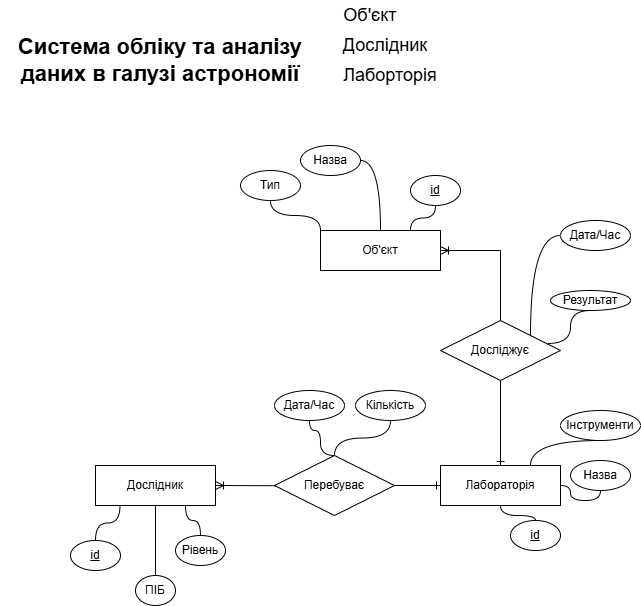 Система обліку та аналізу
даних в галузі астрономії
Об'єкт
Дослідник
Лаборторія
Назва
Тип
id
Об'єкт
Дата/Час
Результат
Досліджує
Дата/Час
Кількість
Інструменти
Назва
Дослідник
Перебуває
Лабораторія
id
id
Рівень
ПІБ